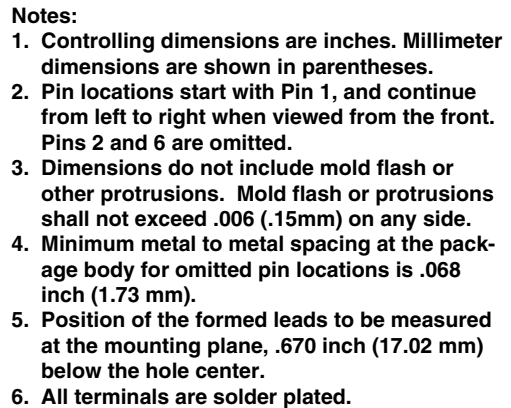 Notes:
1. Controlling dimensions are inches. Millimeter
dimensions are shown in parentheses.
2. Pin locations start with Pin 1, and continue
from left to right when viewed from the front.
Pins 2 and 6 are omitted.
3. Dimensions do not include mold flash or
other protrusions. Mold flash or protrusions
shall not exceed .006 (.15mm) on any side.
4. Minimum metal to metal spacing at the pack-
age body for omitted pin locations is .068
inch (1.73 mm).
5. Position of the formed leads to be measured
at the mounting plane, .670 inch (17.02 mm)
below the hole center.
6. All terminals are solder plated.